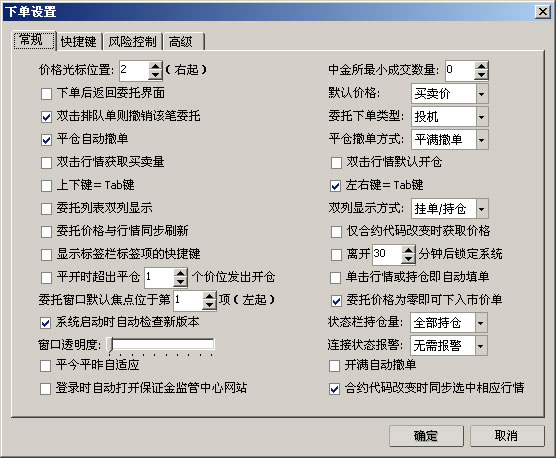 下单设置
常规 快捷键 风险控制 高级
价格光标位置: 2 (右起) 中金所最小成交数量: 0
下单后返回委托界面 默认价格: 买卖价
双击排队单则撤销该笔委托 委托下单类型: 投机
平仓自动撤单 平仓撤单方式: 平满撤单
双击行情获取买卖量 双击行情默认开仓
上下键=Tab键 左右键=Tab键
委托列表双列显示 双列显示方式: 挂单/持仓
委托价格与行情同步刷新 仅合约代码改变时获取价格
显示标签栏标签项的快捷键 离开 30 分钟后锁定系统
平开时超出平仓 1 个价位发出开仓 单击行情或持仓即自动填单
委托窗口默认焦点位于第 1 项(左起) 委托价格为零即可下入市价单
系统启动时自动检查新版本 状态栏持仓量: 全部持仓
窗口透明度: 连接状态报警: 无需报警
平今平昨自适应 开满自动撤单
登录时自动打开保证金监管中心网站 合约代码改变时同步选中相应行情
确定 取消